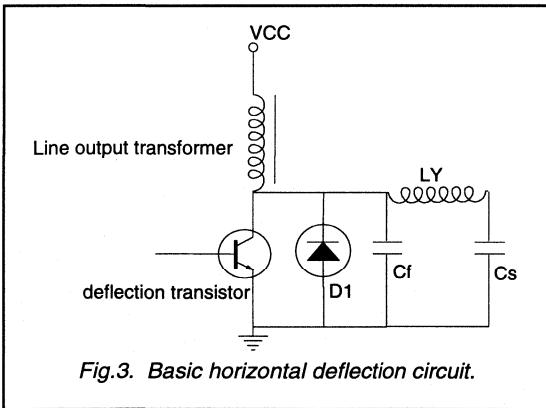 VCC
Line output transformer
LY
deflection transistor
D1
Cf
Cs
Fig.3. Basic horizontal deflection circuit.